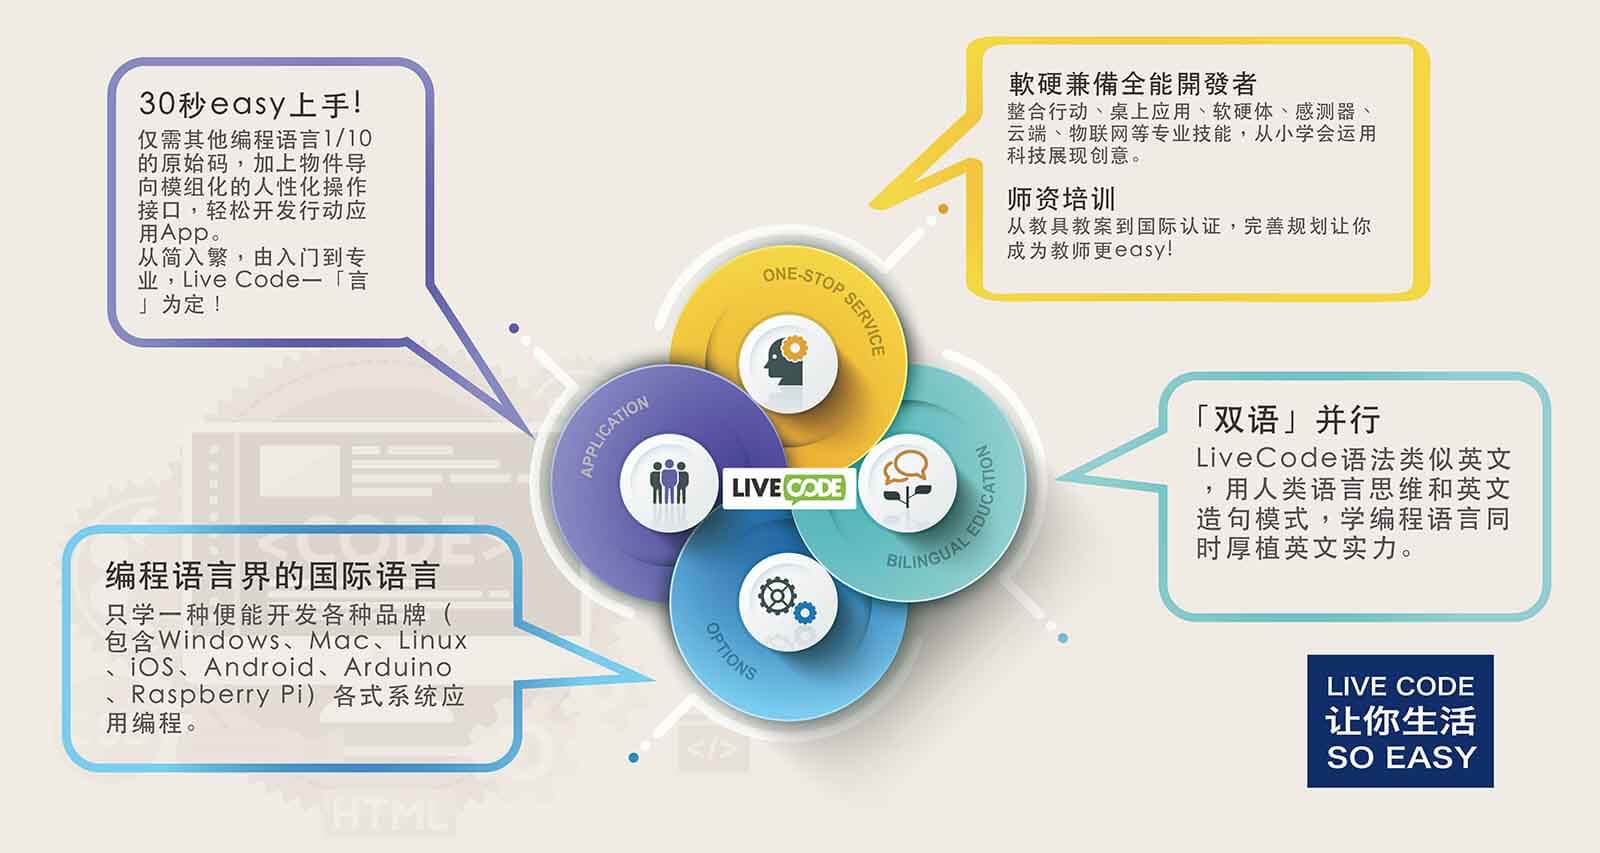 30秒easy上手!
仅需其他编程语言1/10
的原始码，加上物件导
向模组化的人性化操作
接口，轻松开发行动应
用App。
从简入繁，由入门到专
业，Live Code一「言
」为定！
軟硬兼備全能開發者
整合行动、桌上应用、软硬体、感测器、
云端、物联网等专业技能，从小学会运用
科技展现创意。
师资培训
从教具教案到国际认证，完善规划让你
成为教师更easy!
ONE-STOP SERVICE
APPLICATION
LIVE CODE
BILINGUAL EDUCATION
OPTIONS
「双语」并行
LiveCode语法类似英文
，用人类语言思维和英文
造句模式，学编程语言同
时厚植英文实力。
<CODE>
编程语言界的国际语言
只学一种便能开发各种品牌（
包含Windows、Mac、Linux
、iOS、Android、Arduino
、Raspberry Pi）各式系统应
用编程。
</>
HTML
LIVE CODE
让你生活
SO EASY